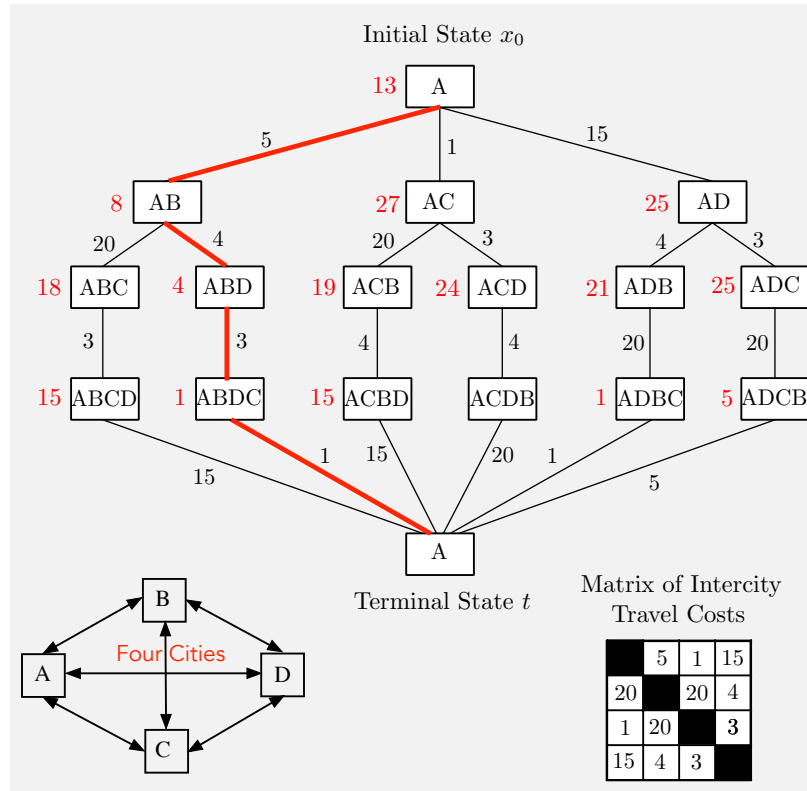 Initial State x₀
13 A
5 1 15
8 AB 27 AC 25 AD
20 4 20 3 4 3
18 ABC 4 ABD 19 ACB 24 ACD 21 ADB 25 ADC
3 3 4 4 20 20
15 ABCD 1 ABDC 15 ACBD ACDB 1 ADBC 5 ADCB
15 1 15 20 1 5
A
Terminal State t
Matrix of Intercity
Travel Costs
5 1 15
20 20 4
1 20 3
15 4 3
B
Four Cities
A D
C